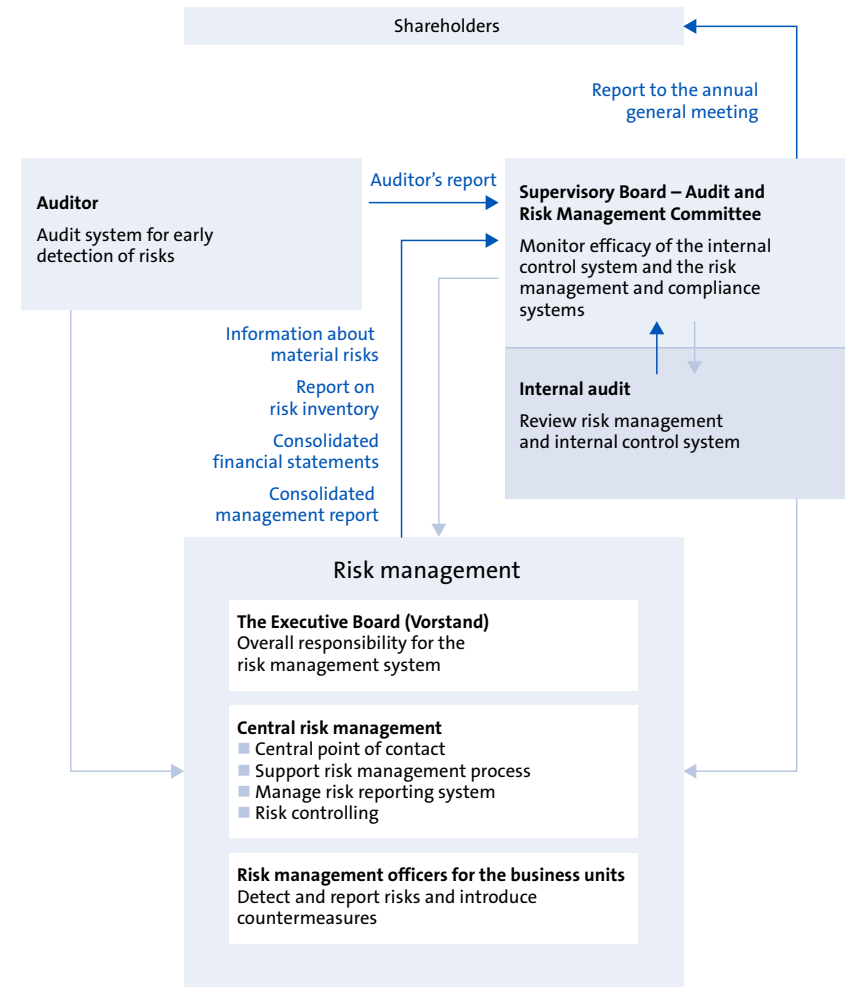 Shareholders
Report to the annual
general meeting
Auditor
Audit system for early
detection of risks
Auditor’s report
Supervisory Board – Audit and
Risk Management Committee
Monitor efficacy of the internal
control system and the risk
management and compliance
systems
Information about
material risks
Report on
risk inventory
Consolidated
financial statements
Consolidated
management report
Internal audit
Review risk management
and internal control system
Risk management
The Executive Board (Vorstand)
Overall responsibility for the
risk management system
Central risk management
Central point of contact
Support risk management process
Manage risk reporting system
Risk controlling
Risk management officers for the business units
Detect and report risks and introduce
countermeasures